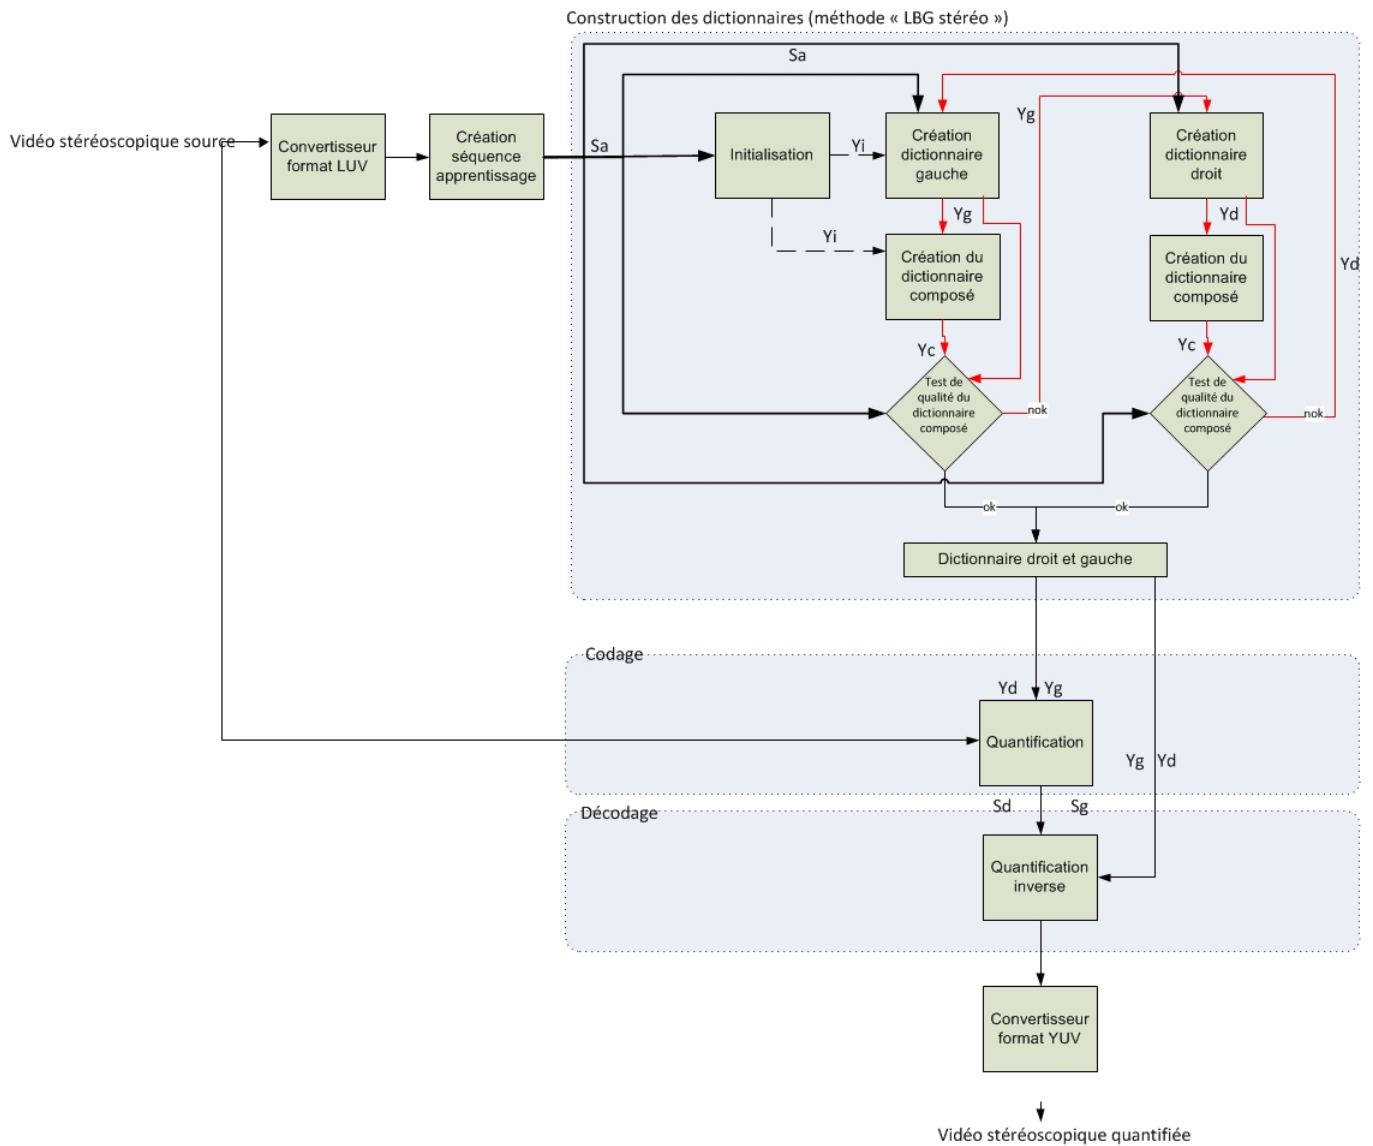 Construction des dictionnaires (méthode « LBG stéréo »)
Sa
Yg
Vidéo stéréoscopique source
Convertisseur
format LUV
Création
séquence
apprentissage
Sa
Initialisation
Yi
Création
dictionnaire
gauche
Création
dictionnaire
droit
Yg
Yd
Yi
Création du
dictionnaire
composé
Création du
dictionnaire
composé
Yd
Yc
Yc
Test de
qualité du
dictionnaire
composé
nok
Test de
qualité du
dictionnaire
composé
nok
ok
ok
Dictionnaire droit et gauche
Codage
Yd
Yg
Quantification
Yg
Yd
Sd
Sg
Décodage
Quantification
inverse
Convertisseur
format YUV
Vidéo stéréoscopique quantifiée